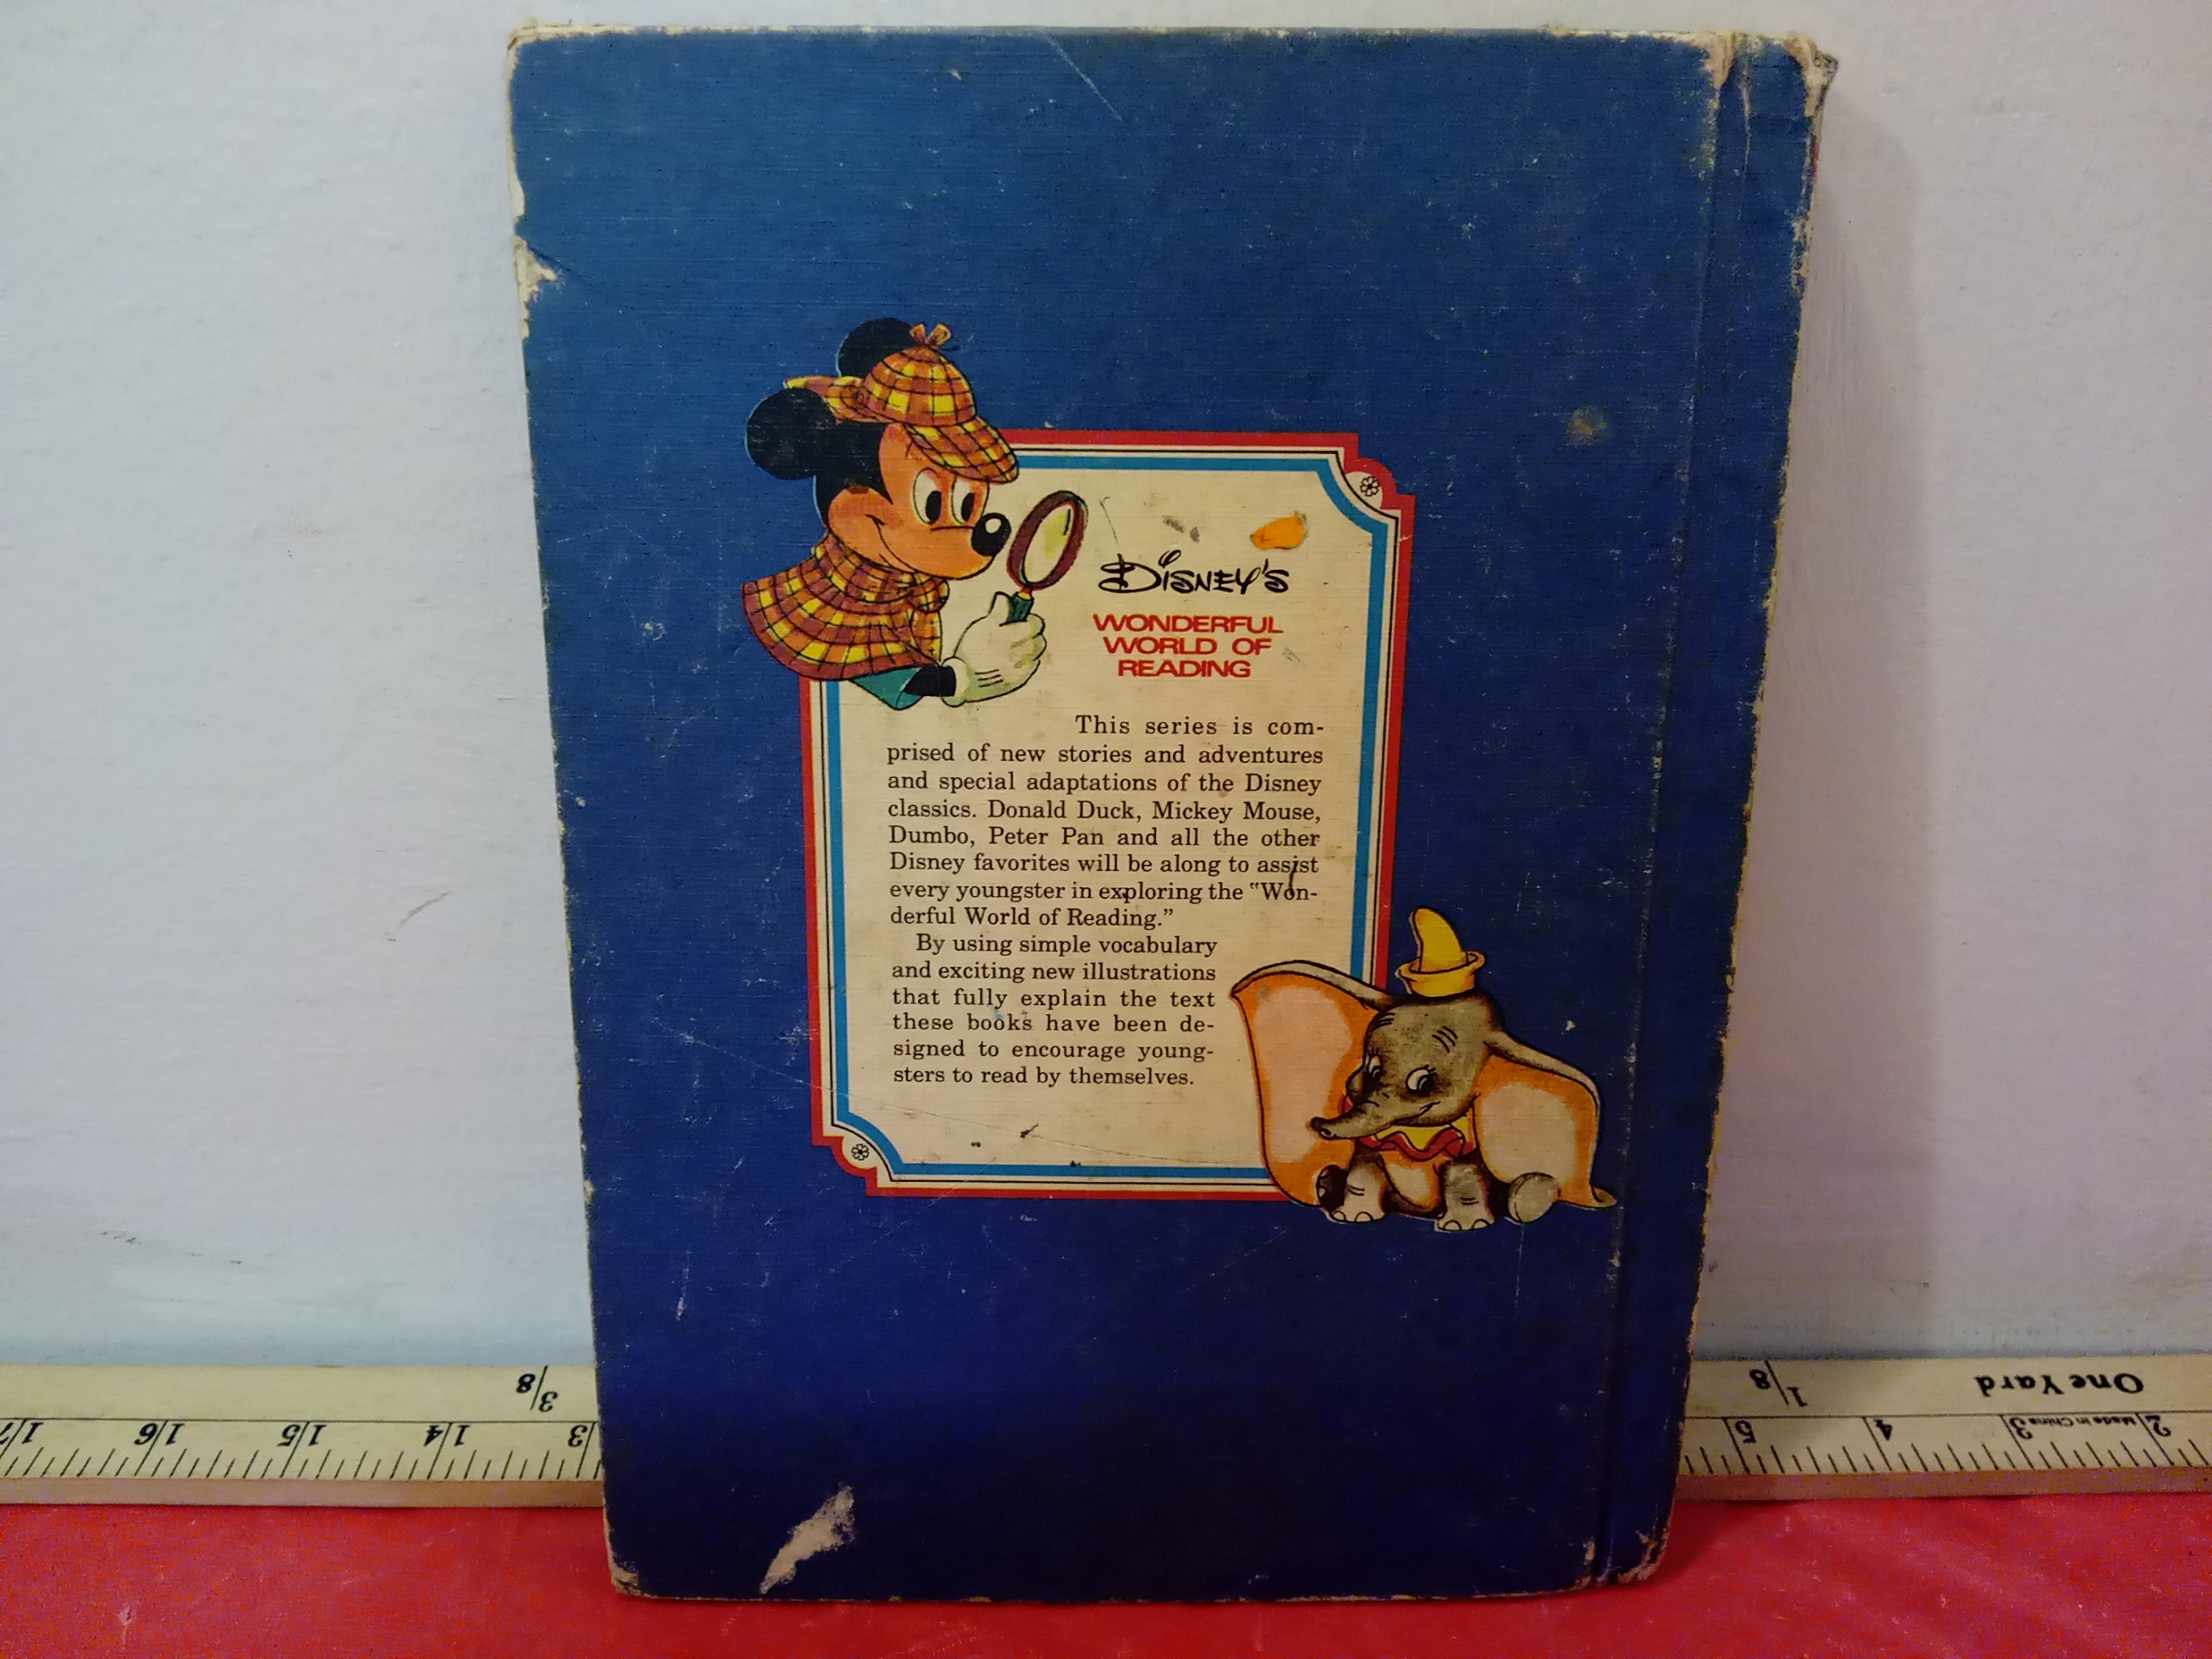 DISNEY'S
WONDERFUL
WORLD OF
READING
This series is com-
prised of new stories and adventures
and special adaptations of the Disney
classics. Donald Duck, Mickey Mouse,
Dumbo, Peter Pan and all the other
Disney favorites will be along to assist
every youngster in exploring the "Won-
derful World of Reading."
By using simple vocabulary
and exciting new illustrations
that fully explain the text
these books have been de-
signed to encourage young-
sters to read by themselves.
3/8
17 16 15 14 3
1/8 One Yard
5 4 3 Made in China 2